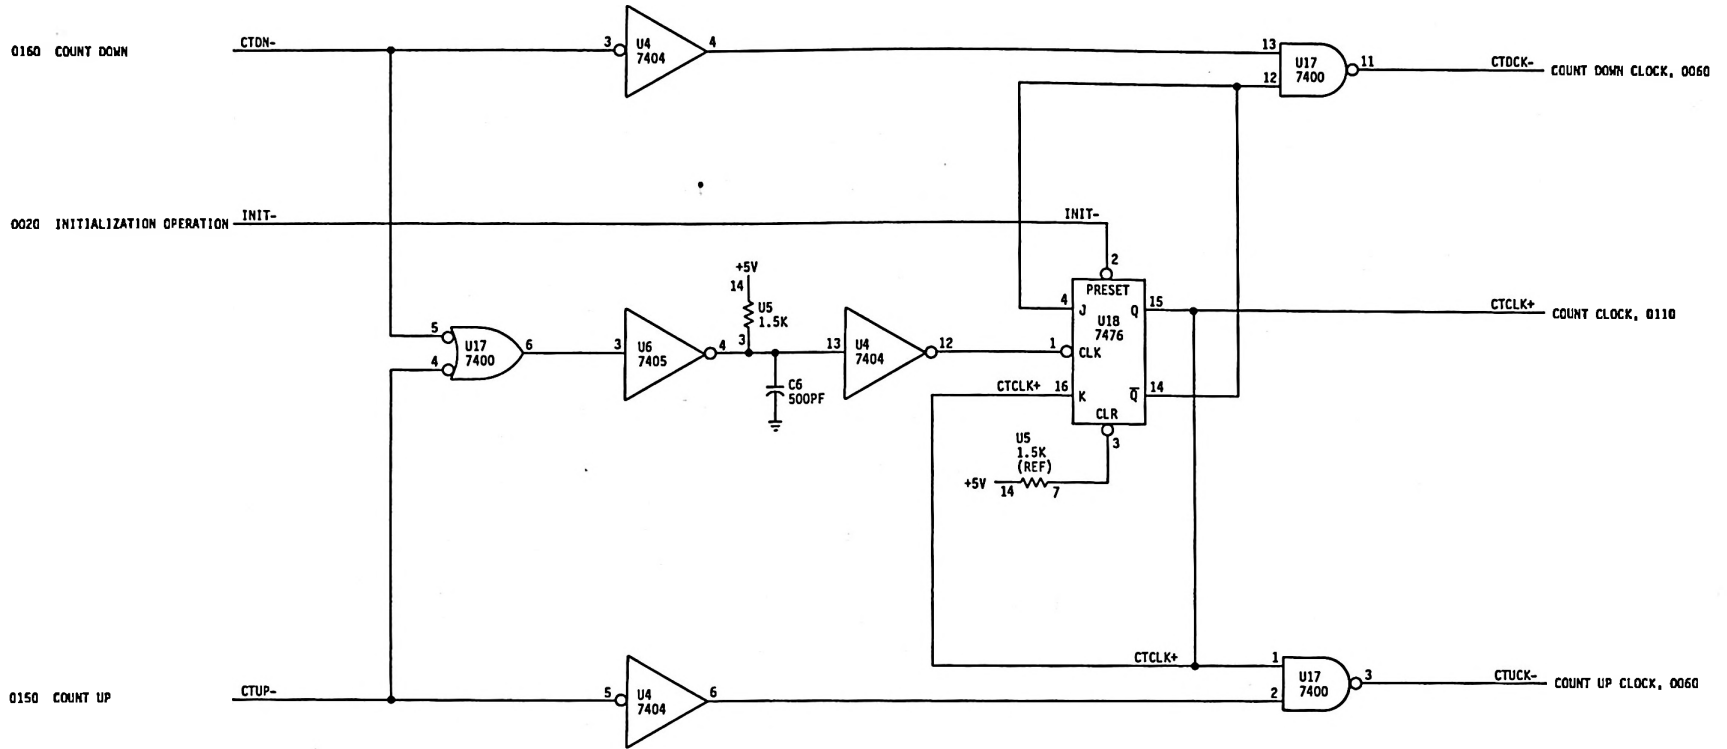 0160 COUNT DOWN
CTDN-
3
U4
7404
4
13
12
U17
7400
11
CTDCK-
COUNT DOWN CLOCK, 0060
0020 INITIALIZATION OPERATION
INIT-
INIT-
2
+5V
14
U5
1.5K
3
PRESET
4
J
Q
15
U18
7476
CTCLK+
COUNT CLOCK, 0110
5
4
U17
7400
6
3
U6
7405
4
13
U4
7404
12
1
CLK
C6
500PF
CTCLK+
16
K
Q̅
14
CLR
3
U5
1.5K
(REF)
+5V
14
7
CTCLK+
1
2
U17
7400
3
CTUCK-
COUNT UP CLOCK, 0060
0150 COUNT UP
CTUP-
5
U4
7404
6